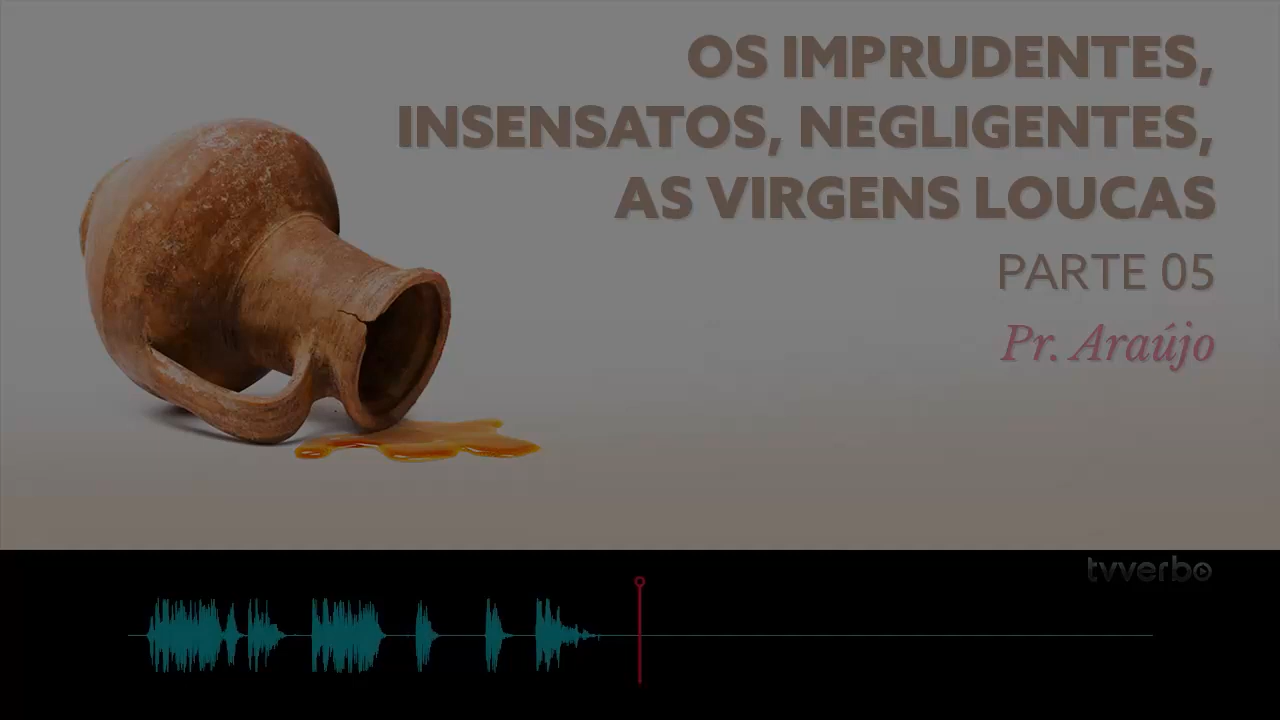 OS IMPRUDENTES,
INSENSATOS, NEGLIGENTES,
AS VIRGENS LOUCAS
PARTE 05
Pr. Araújo
tvverbo